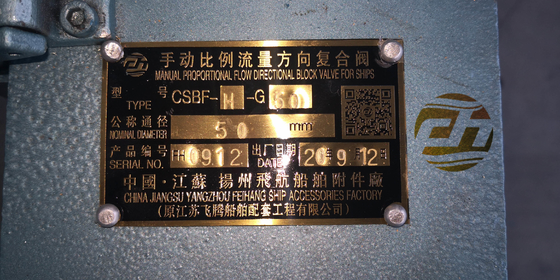 手动比例流量方向复合阀
MANUAL PROPORTIONAL FLOW DIRECTIONAL BLOCK VALVE FOR SHIPS
型 号 TYPE CSBF-H-G 50
公称通径 NOMINAL DIAMETER 50 mm
产品编号 SERIAL NO. 0912 出厂日期 DATE 12
中國·江蘇 揚州飛航船舶附件廠
CHINA JIANGSU YANGZHOU FEIHANG SHIP ACCESSORIES FACTORY
(原江苏飞腾船舶配套工程有限公司)